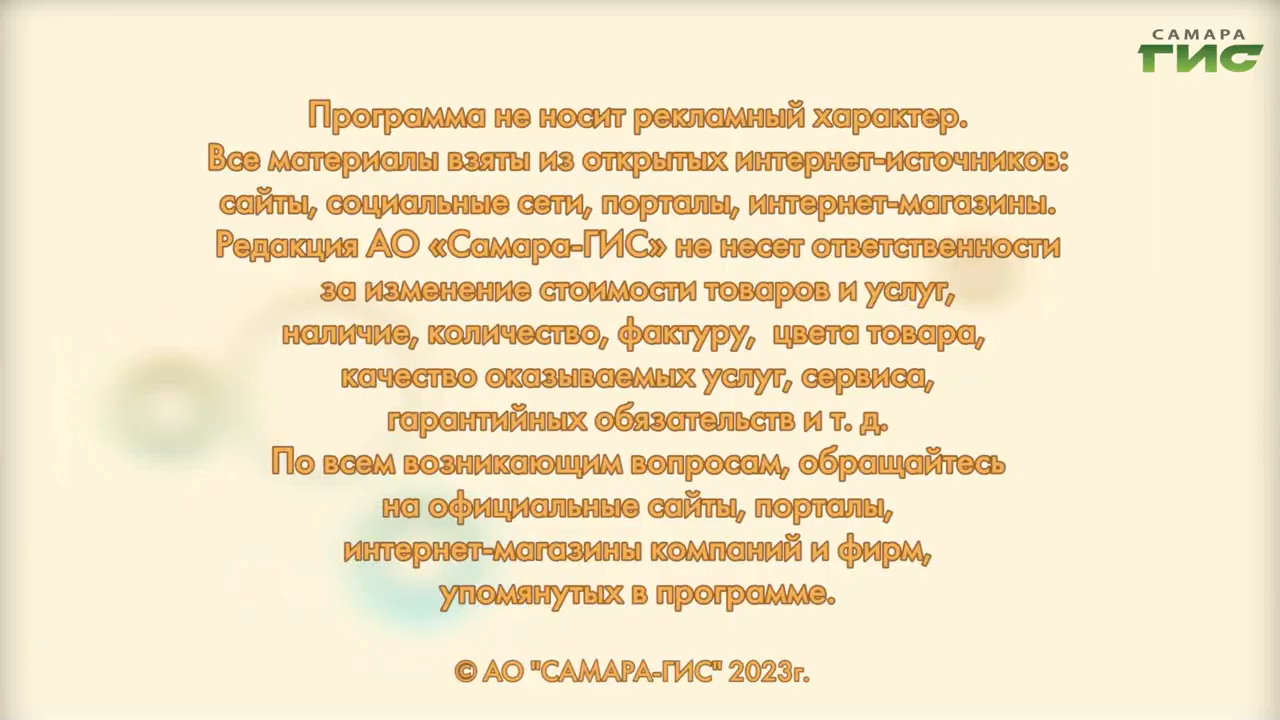 САМАРА
ГИС
Программа не носит рекламный характер.
Все материалы взяты из открытых интернет-источников:
сайты, социальные сети, порталы, интернет-магазины.
Редакция АО «Самара-ГИС» не несет ответственности
за изменение стоимости товаров и услуг,
наличие, количество, фактуру, цвета товара,
качество оказываемых услуг, сервиса,
гарантийных обязательств и т. д.
По всем возникающим вопросам, обращайтесь
на официальные сайты, порталы,
интернет-магазины компаний и фирм,
упомянутых в программе.
© АО "САМАРА-ГИС" 2023г.